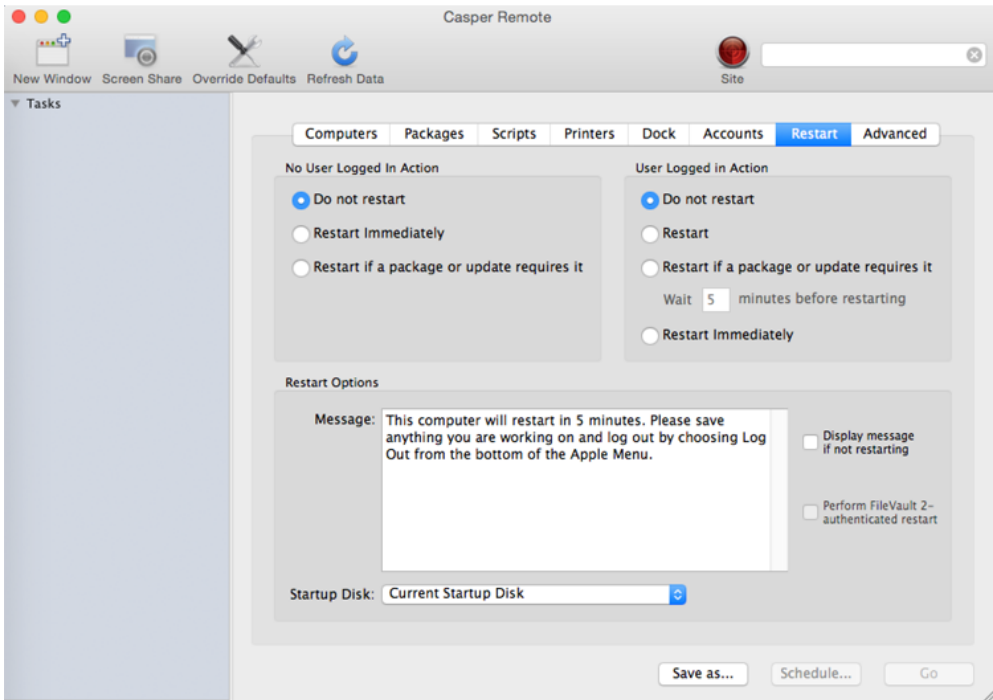 Casper Remote
New Window
Screen Share
Override Defaults
Refresh Data
Site
Tasks
Computers
Packages
Scripts
Printers
Dock
Accounts
Restart
Advanced
No User Logged In Action
Do not restart
Restart Immediately
Restart if a package or update requires it
User Logged in Action
Do not restart
Restart
Restart if a package or update requires it
Wait 5 minutes before restarting
Restart Immediately
Restart Options
Message:
This computer will restart in 5 minutes. Please save
anything you are working on and log out by choosing Log
Out from the bottom of the Apple Menu.
Display message
if not restarting
Perform FileVault 2-
authenticated restart
Startup Disk: Current Startup Disk
Save as...
Schedule...
Go